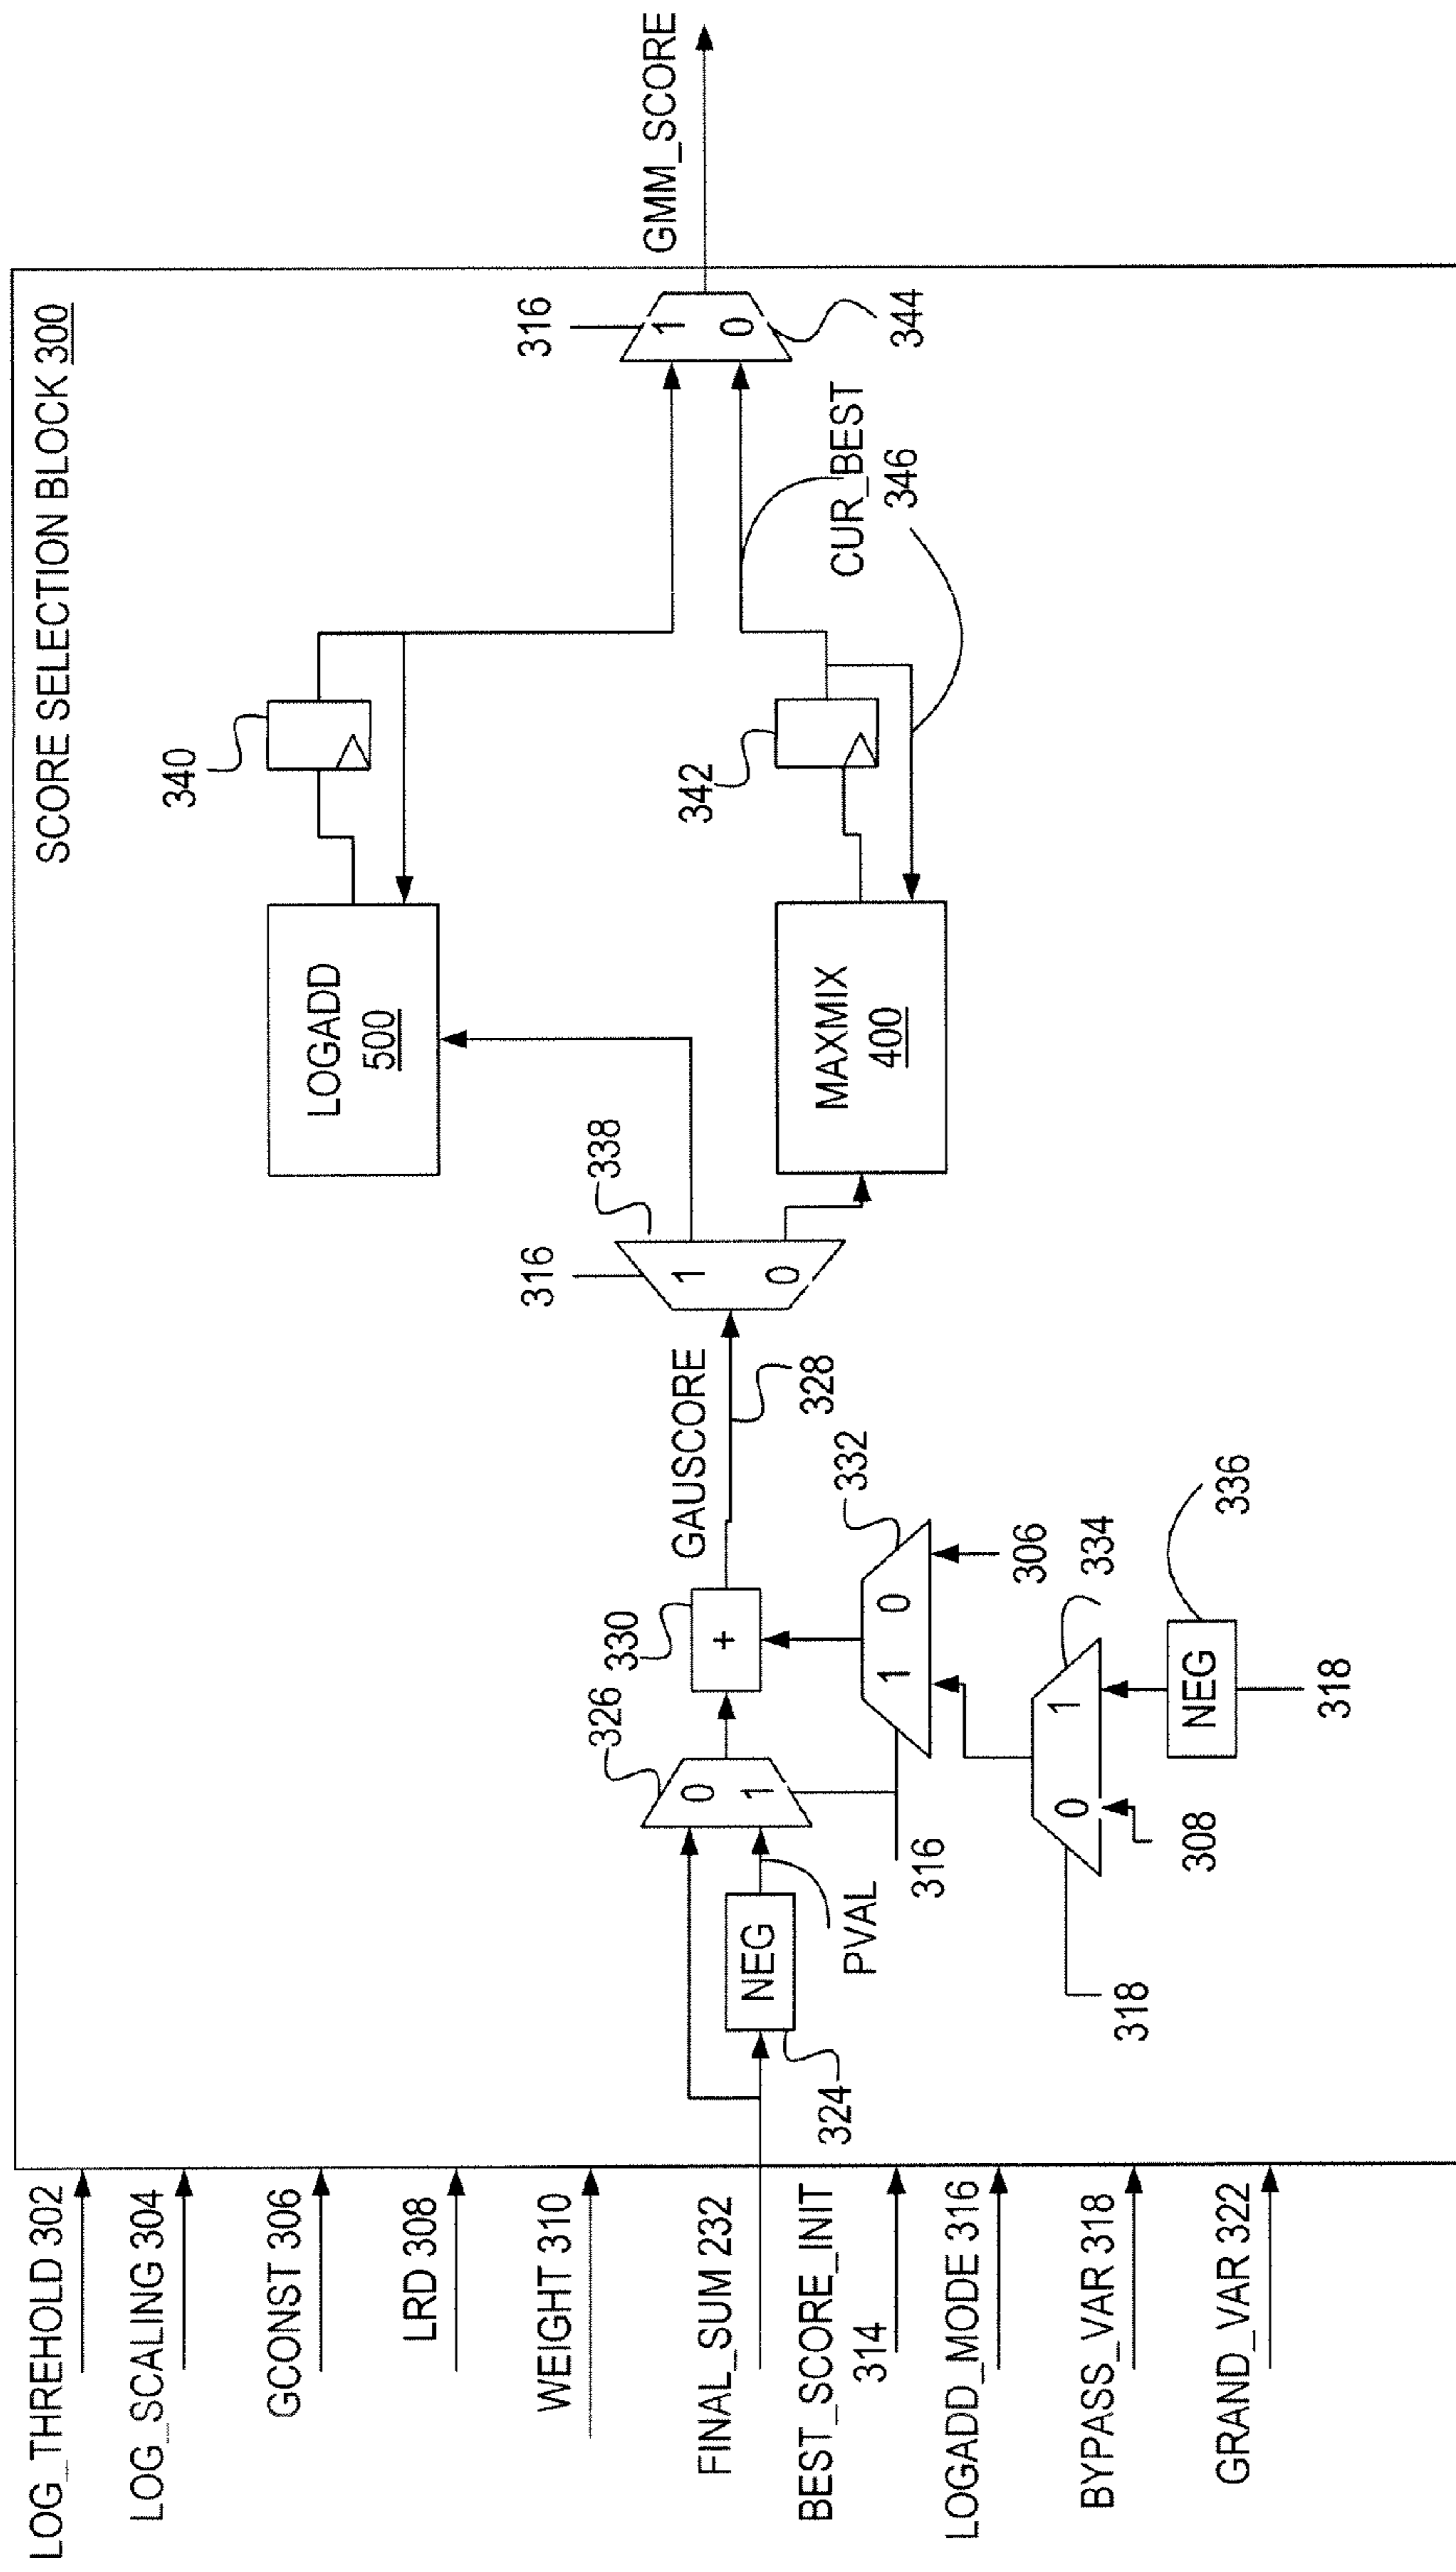 SCORE SELECTION BLOCK 300
LOG_THREHOLD 302
LOG_SCALING 304
GCONST 306
LRD 308
WEIGHT 310
FINAL_SUM 232
BEST_SCORE_INIT
314
LOGADD_MODE 316
BYPASS_VAR 318
GRAND_VAR 322
NEG
324
PVAL
0
1
326
316
+
330
GAUSCORE
328
1
0
332
306
0
1
334
318
308
NEG
336
318
316
1
0
338
LOGADD
500
340
MAXMIX
400
342
CUR_BEST
346
316
1
0
344
GMM_SCORE